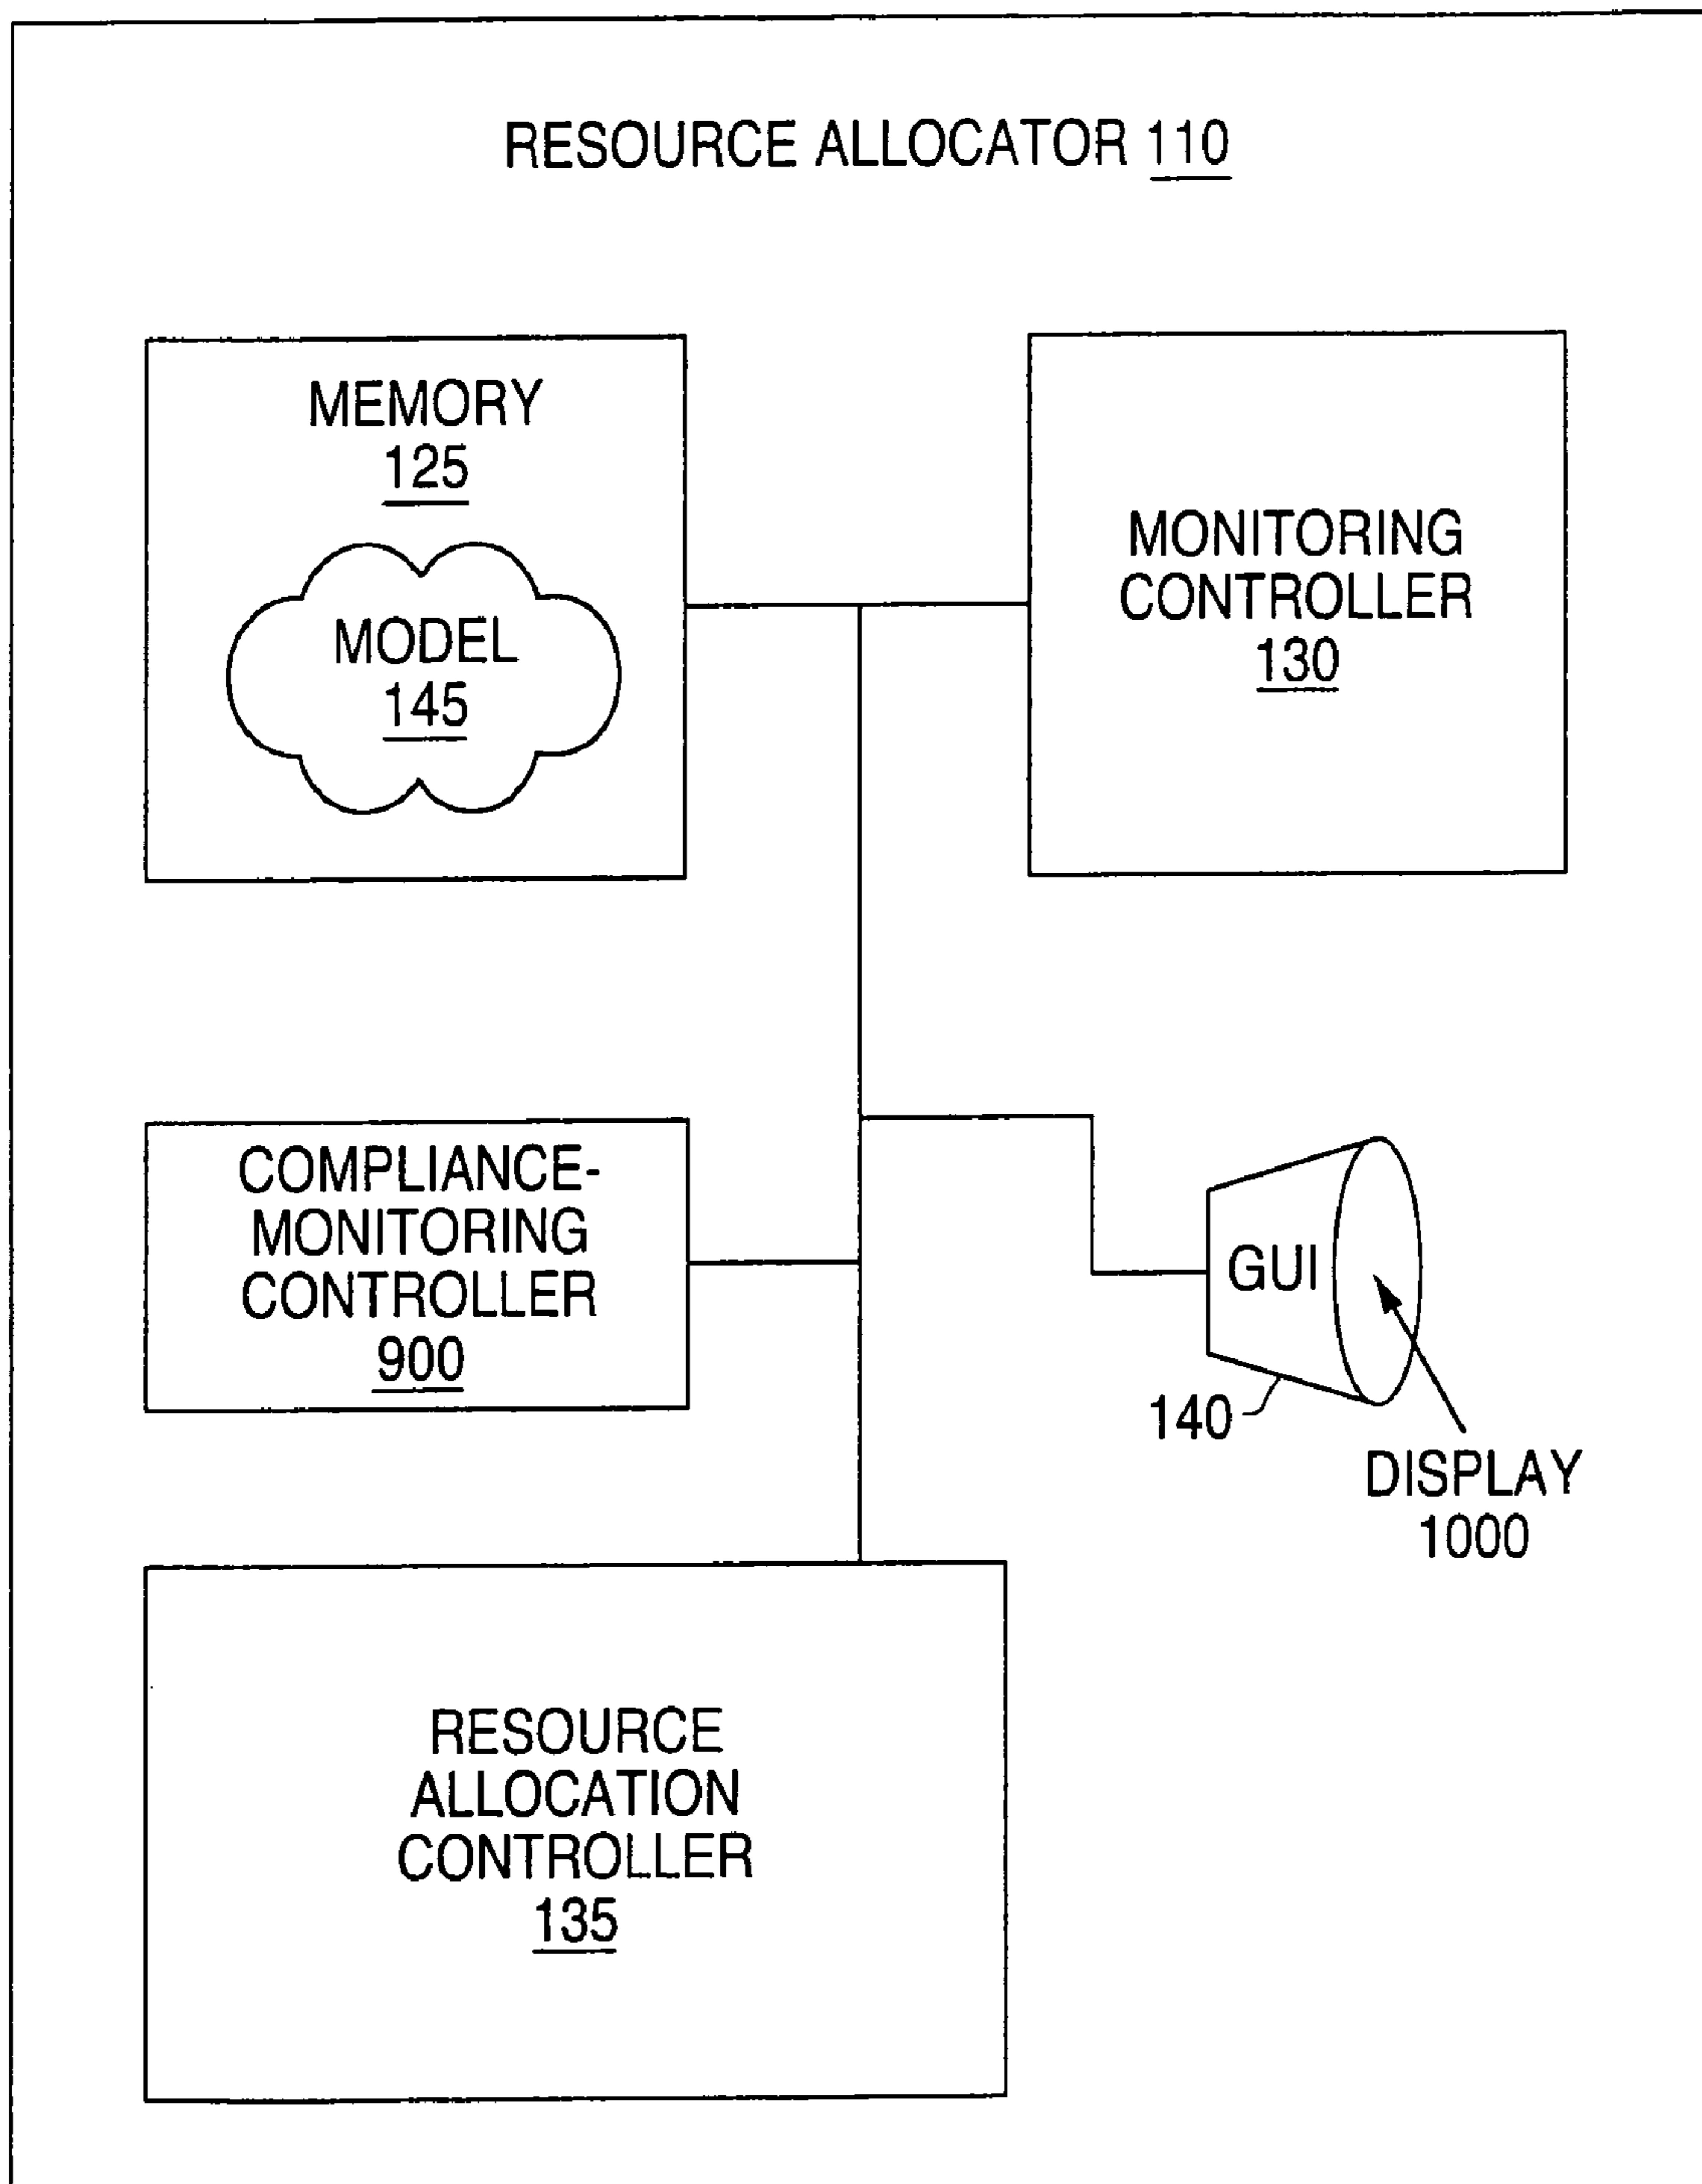 RESOURCE ALLOCATOR 110
MEMORY
125
MODEL
145
MONITORING
CONTROLLER
130
COMPLIANCE-
MONITORING
CONTROLLER
900
GUI
140
DISPLAY
1000
RESOURCE
ALLOCATION
CONTROLLER
135